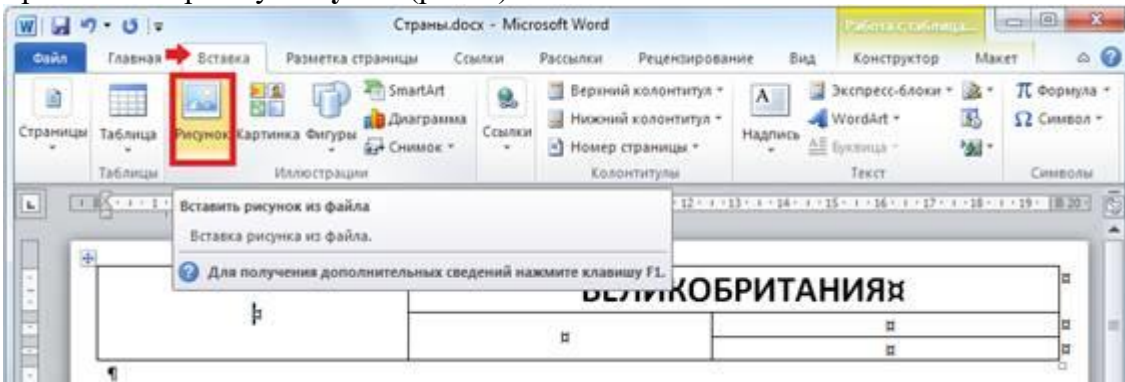 Страны.docx - Microsoft Word
Файл Главная Вставка Разметка страницы Ссылки Рассылки Рецензирование Вид Конструктор Макет
Страницы Таблица Рисунок Картинка Фигуры SmartArt Диаграмма Снимок Ссылки Верхний колонтитул Нижний колонтитул Номер страницы Надпись Экспресс-блоки WordArt Буквица Формула Символ
Таблицы Иллюстрации Колонтитулы Текст Символы
Вставить рисунок из файла
Вставка рисунка из файла.
Для получения дополнительных сведений нажмите клавишу F1.
ВЕЛИКОБРИТАНИЯ¤